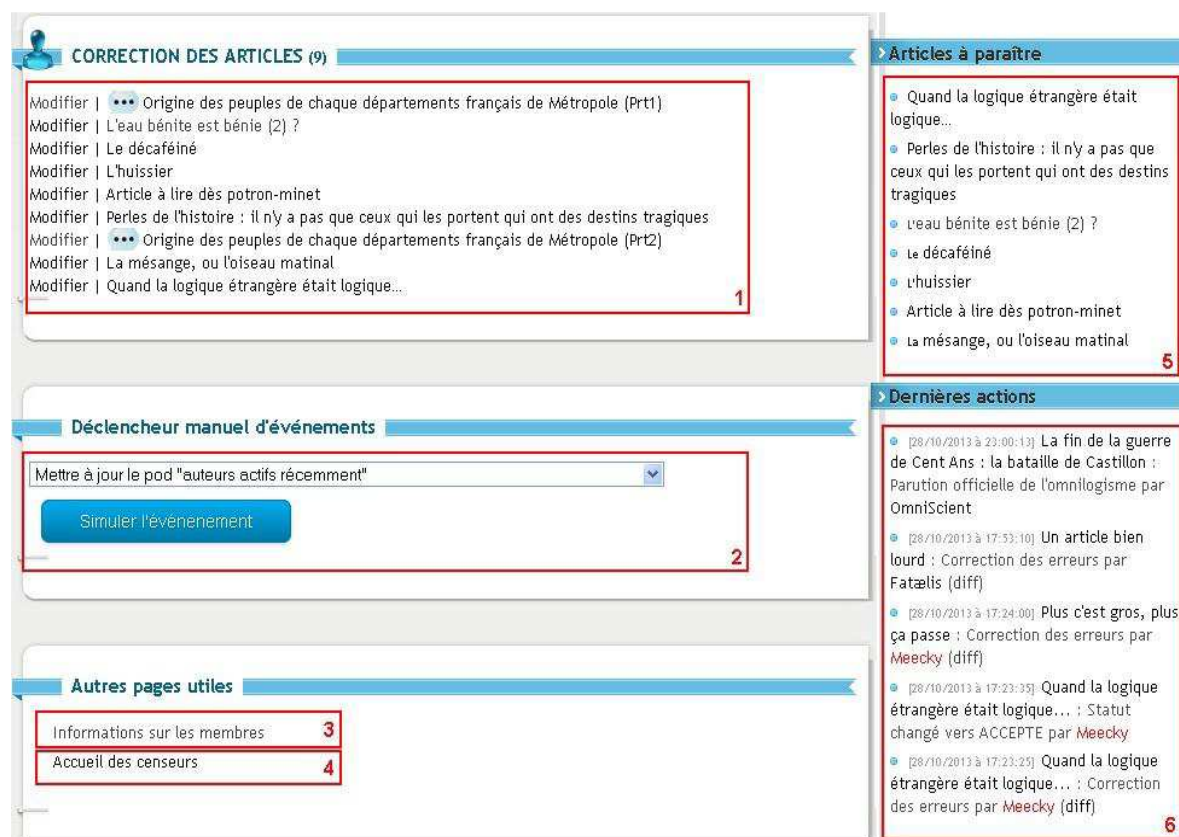 CORRECTION DES ARTICLES (9)
Modifier | ••• Origine des peuples de chaque départements français de Métropole (Prt1)
Modifier | L'eau bénite est bénie (2) ?
Modifier | Le décaféiné
Modifier | L'huissier
Modifier | Article à lire dès potron-minet
Modifier | Perles de l'histoire : il n'y a pas que ceux qui les portent qui ont des destins tragiques
Modifier | ••• Origine des peuples de chaque départements français de Métropole (Prt2)
Modifier | La mésange, ou l'oiseau matinal
Modifier | Quand la logique étrangère était logique...
1
Déclencheur manuel d'événements
Mettre à jour le pod "auteurs actifs récemment"
Simuler l'événenement
2
Autres pages utiles
Informations sur les membres
3
Accueil des censeurs
4
Articles à paraître
Quand la logique étrangère était
logique...
Perles de l'histoire : il n'y a pas que
ceux qui les portent qui ont des destins
tragiques
L'eau bénite est bénie (2) ?
Le décaféiné
L'huissier
Article à lire dès potron-minet
La mésange, ou l'oiseau matinal
5
Dernières actions
[28/10/2013 à 23:00:13] La fin de la guerre
de Cent Ans : la bataille de Castillon :
Parution officielle de l'omnilogisme par
OmniScient
[28/10/2013 à 17:53:10] Un article bien
lourd : Correction des erreurs par
Fatælis (diff)
[28/10/2013 à 17:24:00] Plus c'est gros, plus
ça passe : Correction des erreurs par
Meecky (diff)
[28/10/2013 à 17:23:35] Quand la logique
étrangère était logique... : Statut
changé vers ACCEPTE par Meecky
[28/10/2013 à 17:23:25] Quand la logique
étrangère était logique... : Correction
des erreurs par Meecky (diff)
6